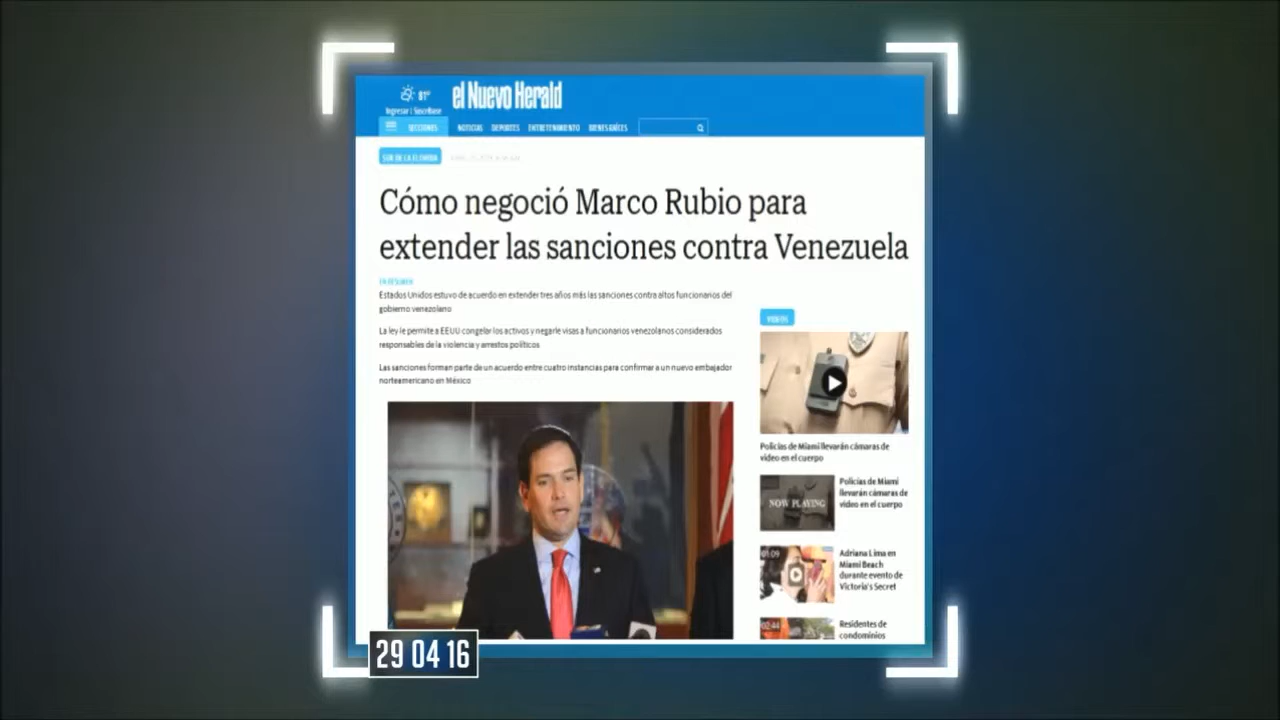 81°
el Nuevo Herald
Ingresar | Suscríbase
SECCIONES NOTICIAS DEPORTES ENTRETENIMIENTO BIENES RAÍCES
SUR DE LA FLORIDA
Cómo negoció Marco Rubio para
extender las sanciones contra Venezuela
EN RESUMEN
Estados Unidos estuvo de acuerdo en extender tres años más las sanciones contra altos funcionarios del
gobierno venezolano
La ley le permite a EEUU congelar los activos y negarle visas a funcionarios venezolanos considerados
responsables de la violencia y arrestos políticos
Las sanciones forman parte de un acuerdo entre cuatro instancias para confirmar a un nuevo embajador
norteamericano en México
VIDEOS
Policías de Miami llevarán cámaras de
video en el cuerpo
NOW PLAYING
Policías de Miami
llevarán cámaras de
video en el cuerpo
01:09
Adriana Lima en
Miami Beach
durante evento de
Victoria's Secret
02:44
Residentes de
condominios
29 04 16